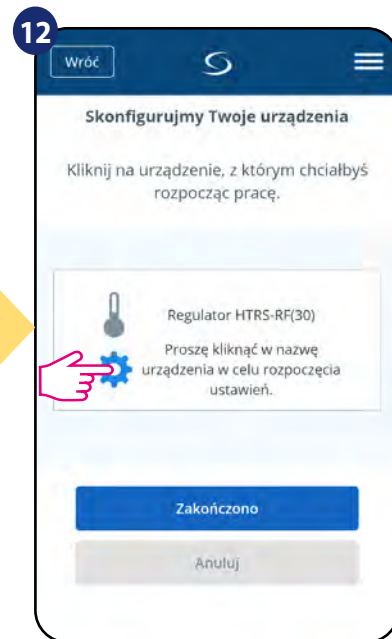 12
Wróć
Skonfigurujmy Twoje urządzenia
Kliknij na urządzenie, z którym chciałbyś
rozpocząc pracę.
Regulator HTRS-RF(30)
Proszę kliknąć w nazwę
urządzenia w celu rozpoczęcia
ustawień.
Zakończono
Anuluj